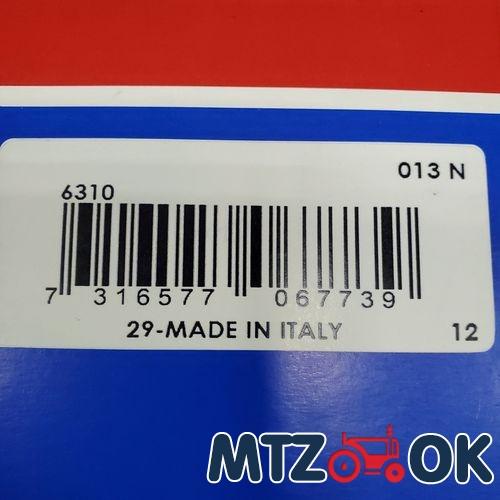 013 N
6310
7 316577 067739
29-MADE IN ITALY 12
MTZ OK